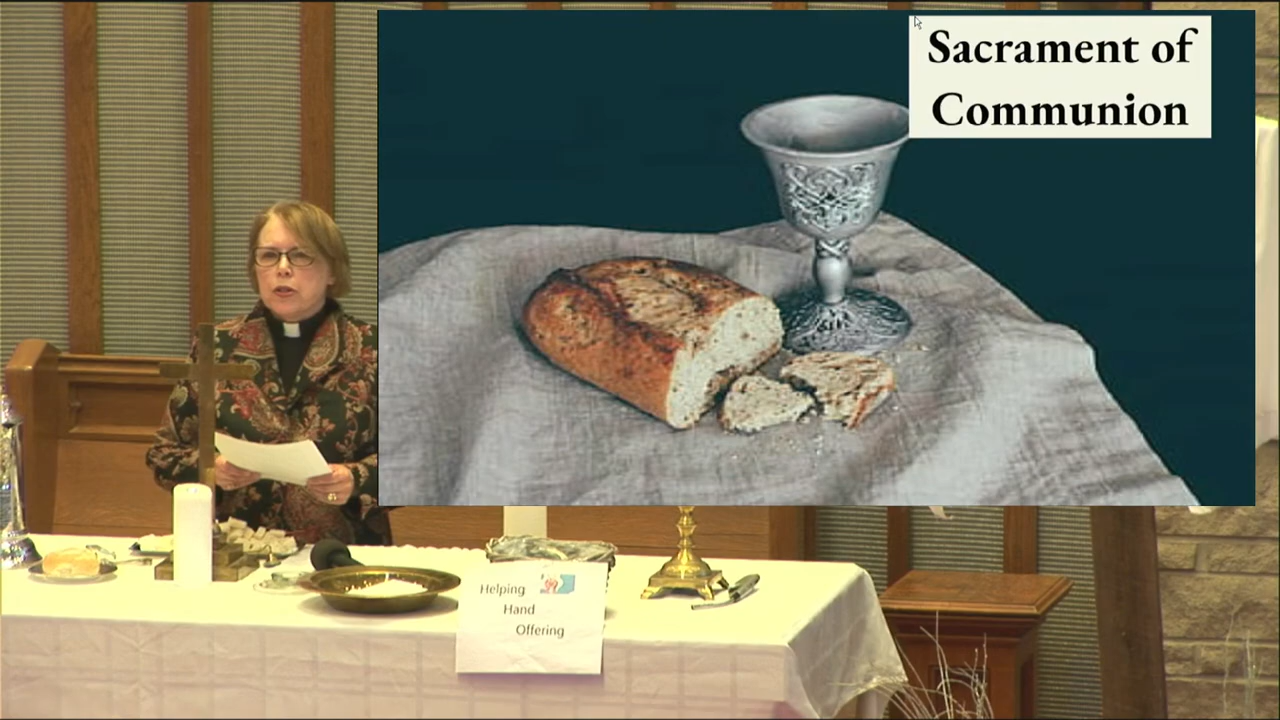 Sacrament of
Communion
Helping
Hand
Offering